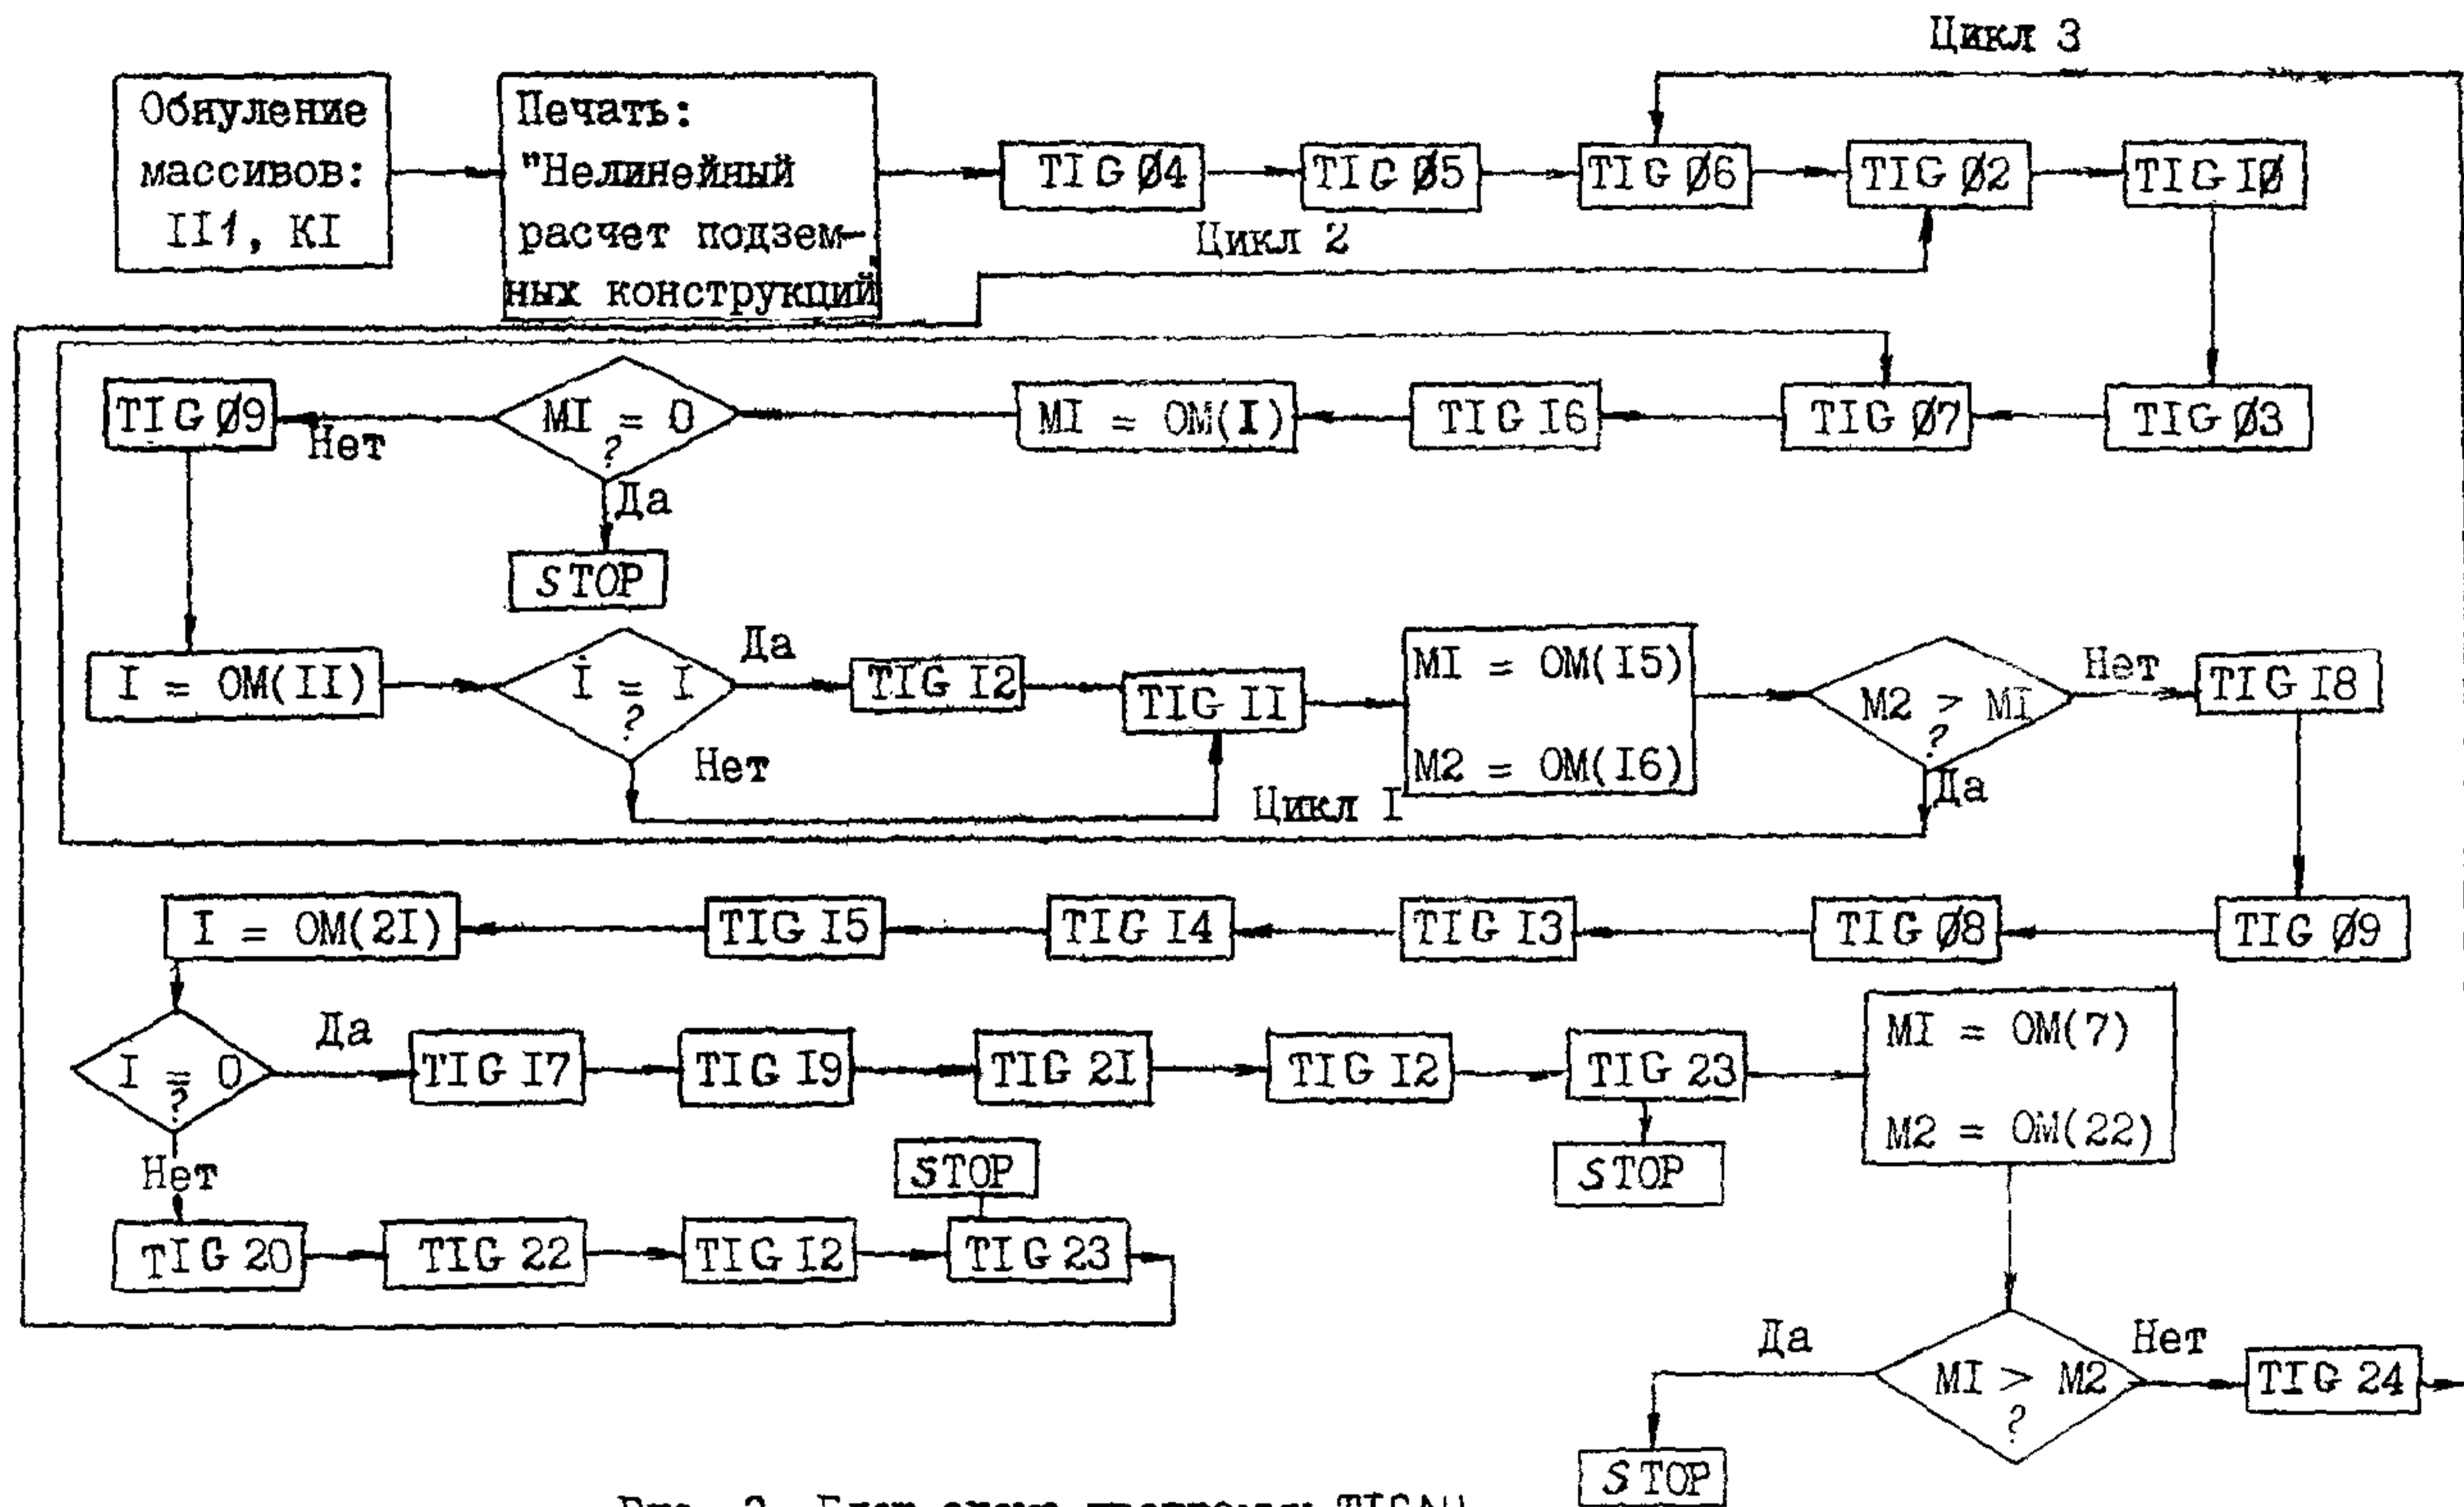 Цикл 3
Обнуление
массивов:
II1, KI
Печать:
"Нелинейный
расчет подзем-
ных конструкций"
TIG Ø4
TIG Ø5
TIG Ø6
TIG Ø2
TIG IØ
Цикл 2
TIG Ø9
Нет
MI = 0
?
Да
STOP
MI = OM(I)
TIG I6
TIG Ø7
TIG Ø3
I = OM(II)
I = I
?
Да
Нет
TIG I2
TIG II
MI = OM(I5)
M2 = OM(I6)
M2 > MI
?
Нет
Да
TIG I8
Цикл I
I = OM(2I)
TIG I5
TIG I4
TIG I3
TIG Ø8
TIG Ø9
I = 0
?
Да
Нет
TIG I7
TIG I9
TIG 2I
TIG I2
TIG 23
STOP
MI = OM(7)
M2 = OM(22)
STOP
TIG 20
TIG 22
TIG I2
TIG 23
Да
MI > M2
?
Нет
TIG 24
STOP